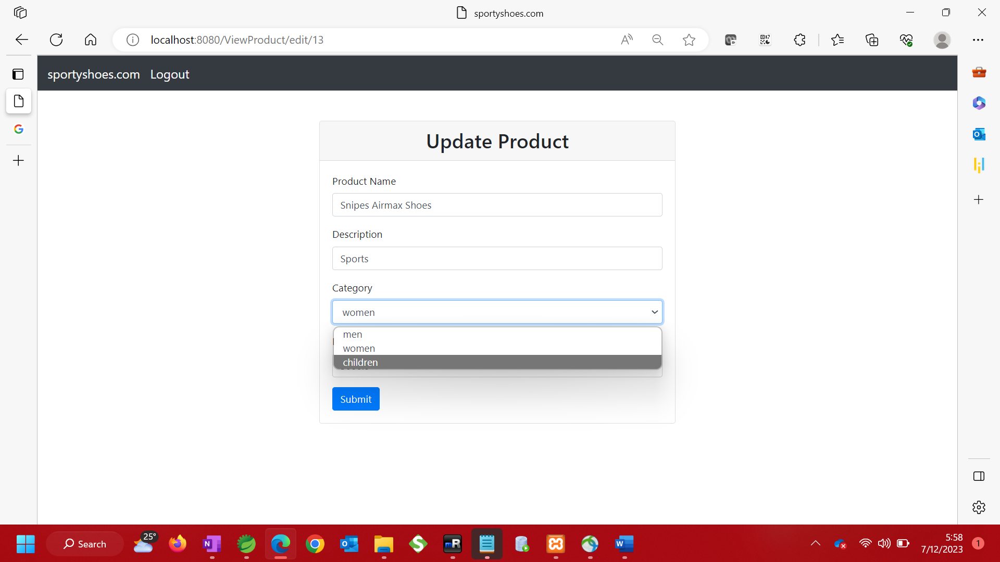 sportyshoes.com
localhost:8080/ViewProduct/edit/13
sportyshoes.com Logout
Update Product
Product Name
Snipes Airmax Shoes
Description
Sports
Category
women
men
women
children
Submit
Search
25°
5:58
7/12/2023
1